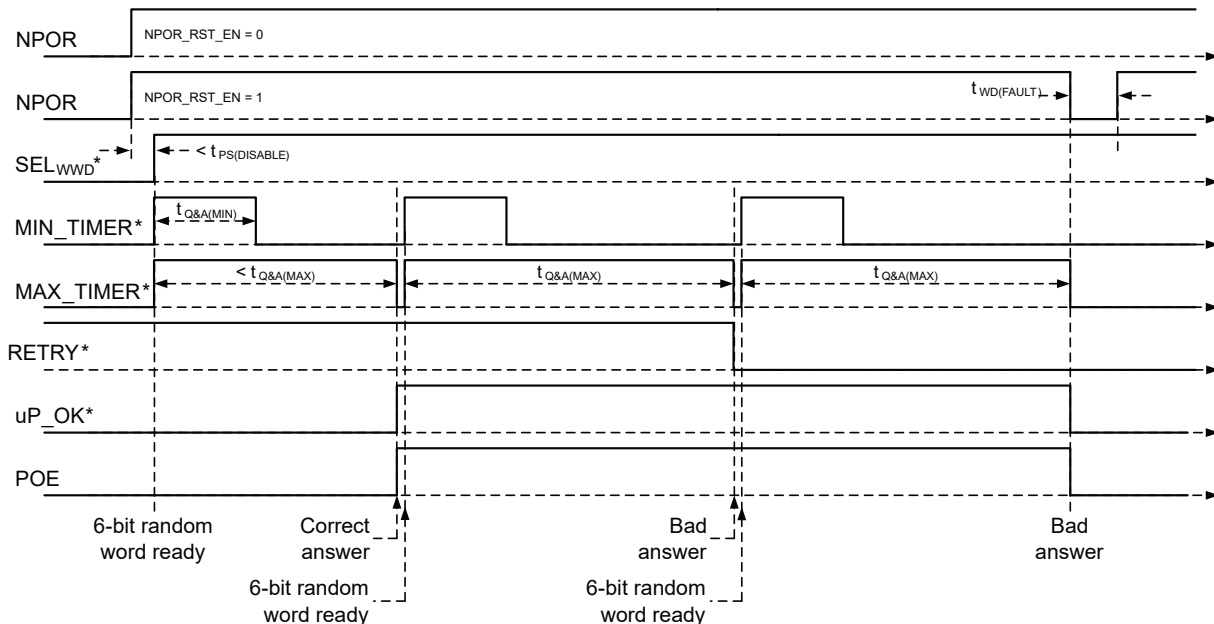 NPOR
NPOR_RST_EN = 0
NPOR
NPOR_RST_EN = 1
tWD(FAULT)
SELWWD*
< tPS(DISABLE)
MIN_TIMER*
tQ&A(MIN)
MAX_TIMER*
< tQ&A(MAX)
tQ&A(MAX)
tQ&A(MAX)
RETRY*
uP_OK*
POE
6-bit random
word ready
Correct
answer
Bad
answer
Bad
answer
6-bit random
word ready
6-bit random
word ready